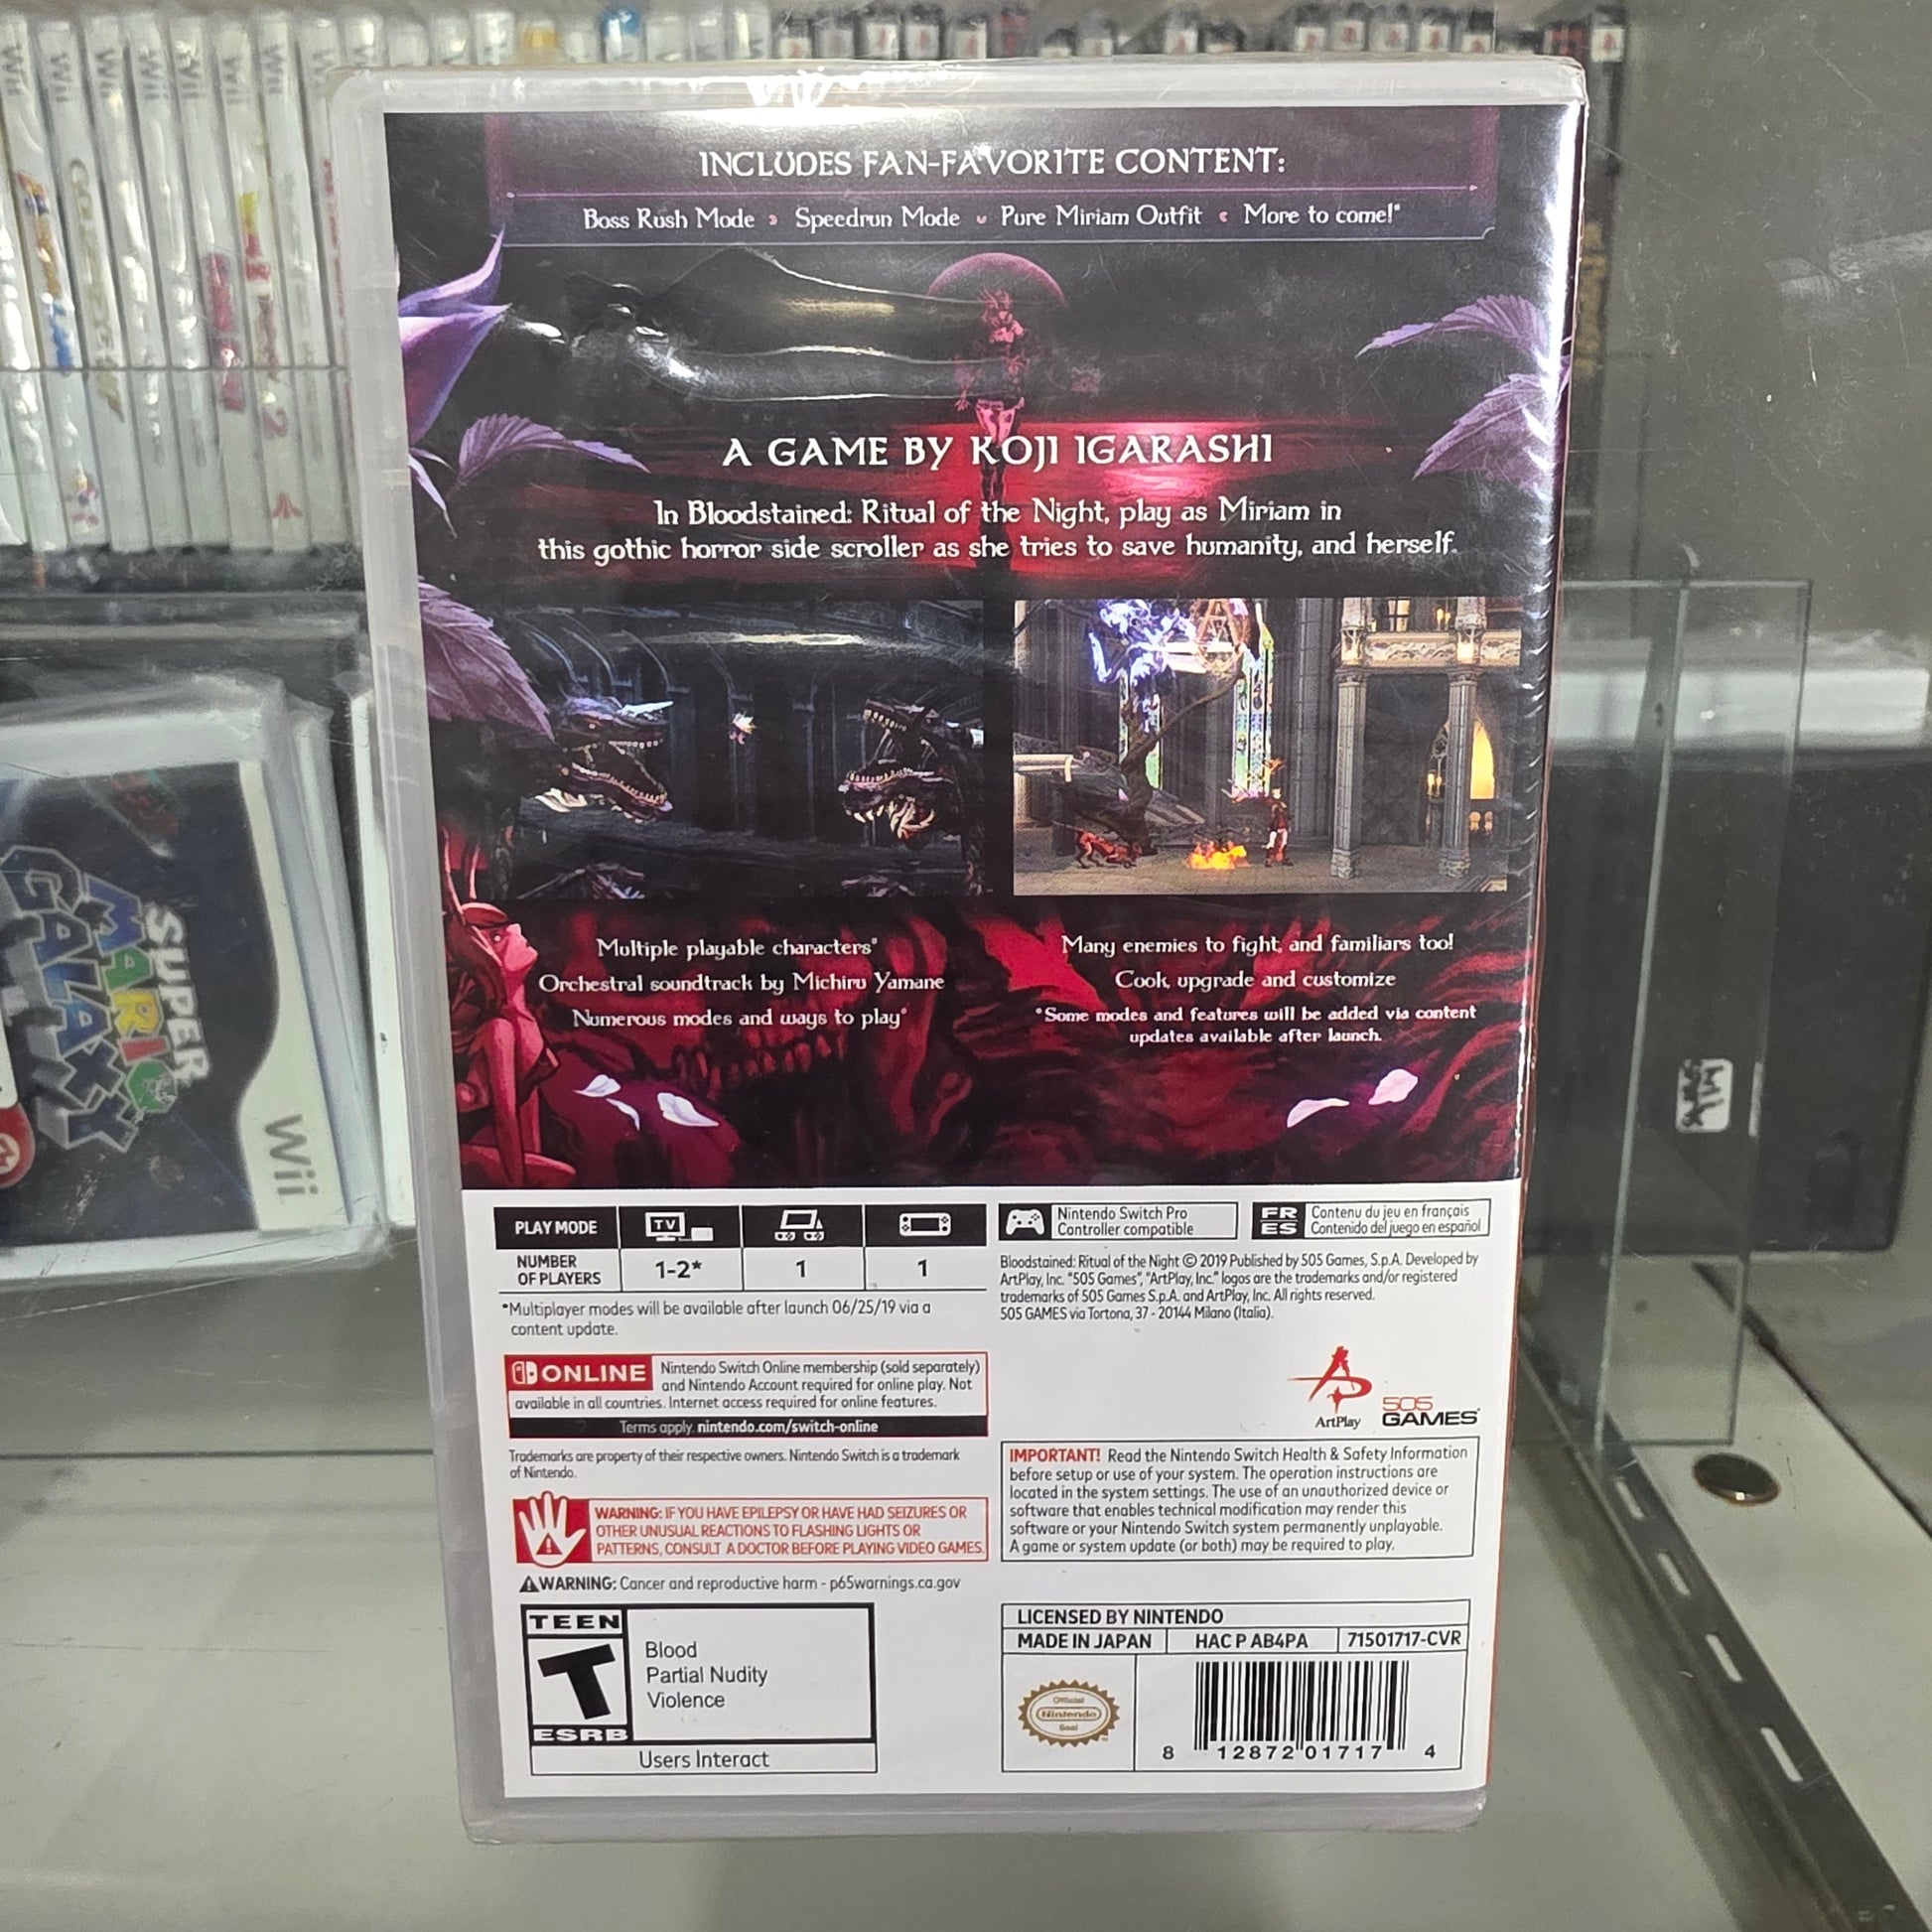 Wii
Wii
Wii
Wii
Wii
Wii
INCLUDES FAN-FAVORITE CONTENT:
Boss Rush Mode Speedrun Mode Pure Miriam Outfit More to come!*
A GAME BY KOJI IGARASHI
In Bloodstained: Ritual of the Night, play as Miriam in
this gothic horror side scroller as she tries to save humanity, and herself.
Multiple playable characters*
Orchestral soundtrack by Michiru Yamane
Numerous modes and ways to play*
Many enemies to fight, and familiars too!
Cook, upgrade and customize
*Some modes and features will be added via content
updates available after launch.
SUPER
MARIO
GALAXY
Wii
PLAY MODE TV
NUMBER
OF PLAYERS 1-2* 1 1
*Multiplayer modes will be available after launch 06/25/19 via a
content update.
ONLINE Nintendo Switch Online membership (sold separately)
and Nintendo Account required for online play. Not
available in all countries. Internet access required for online features.
Terms apply. nintendo.com/switch-online
Trademarks are property of their respective owners. Nintendo Switch is a trademark
of Nintendo.
WARNING: IF YOU HAVE EPILEPSY OR HAVE HAD SEIZURES OR
OTHER UNUSUAL REACTIONS TO FLASHING LIGHTS OR
PATTERNS, CONSULT A DOCTOR BEFORE PLAYING VIDEO GAMES.
WARNING: Cancer and reproductive harm - p65warnings.ca.gov
TEEN
T
ESRB
Blood
Partial Nudity
Violence
Users Interact
Nintendo Switch Pro
Controller compatible
FR
ES
Contenu du jeu en français
Contenido del juego en español
Bloodstained: Ritual of the Night © 2019 Published by 505 Games, S.p.A. Developed by
ArtPlay, Inc. "505 Games", "ArtPlay, Inc." logos are the trademarks and/or registered
trademarks of 505 Games S.p.A. and ArtPlay, Inc. All rights reserved.
505 GAMES via Tortona, 37 - 20144 Milano (Italia).
ArtPlay
505
GAMES
IMPORTANT! Read the Nintendo Switch Health & Safety Information
before setup or use of your system. The operation instructions are
located in the system settings. The use of an unauthorized device or
software that enables technical modification may render this
software or your Nintendo Switch system permanently unplayable.
A game or system update (or both) may be required to play.
LICENSED BY NINTENDO
MADE IN JAPAN HAC P AB4PA 71501717-CVR
Official
Nintendo
Seal
8 12872 01717 4